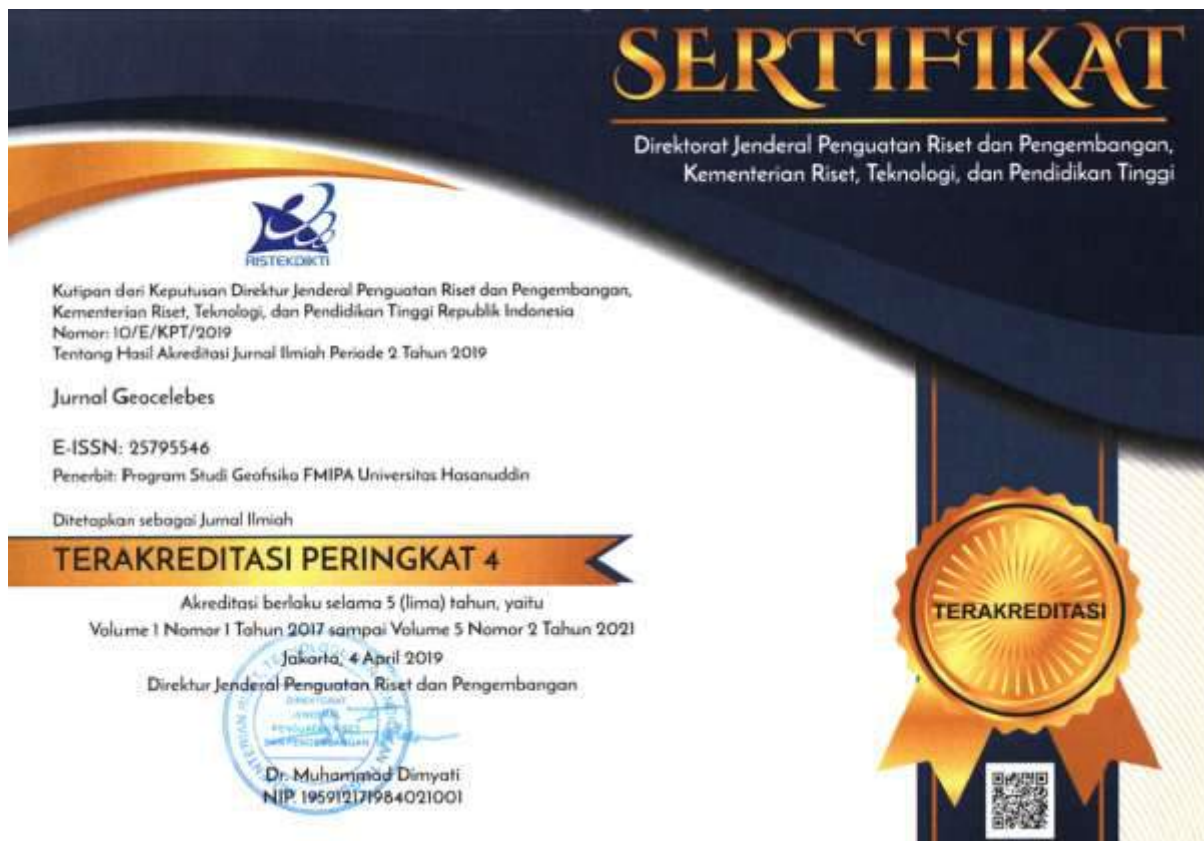 SERTIFIKAT
Direktorat Jenderal Penguatan Riset dan Pengembangan,
Kementerian Riset, Teknologi, dan Pendidikan Tinggi
RISTEKDIKTI
Kutipan dari Keputusan Direktur Jenderal Penguatan Riset dan Pengembangan,
Kementerian Riset, Teknologi, dan Pendidikan Tinggi Republik Indonesia
Nomor: 10/E/KPT/2019
Tentang Hasil Akreditasi Jurnal Ilmiah Periode 2 Tahun 2019
Jurnal Geocelebes
E-ISSN: 25795546
Penerbit: Program Studi Geofisika FMIPA Universitas Hasanuddin
Ditetapkan sebagai Jurnal Ilmiah
TERAKREDITASI PERINGKAT 4
Akreditasi berlaku selama 5 (lima) tahun, yaitu
Volume 1 Nomor 1 Tahun 2017 sampai Volume 5 Nomor 2 Tahun 2021
Jakarta, 4 April 2019
Direktur Jenderal Penguatan Riset dan Pengembangan
Dr. Muhammad Dimyati
NIP. 195912171984021001
TERAKREDITASI